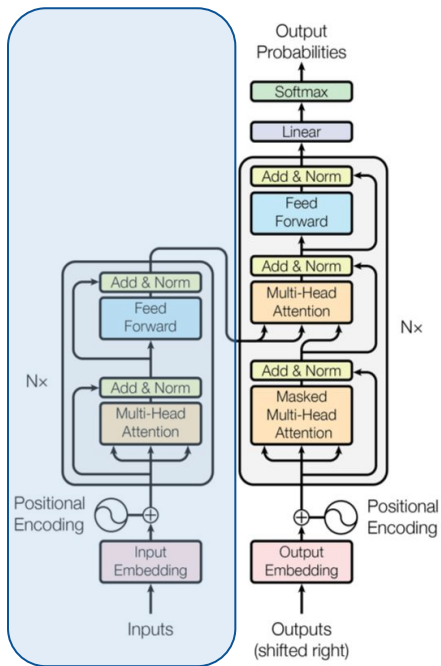 Output
Probabilities
Softmax
Linear
Add & Norm
Feed
Forward
Add & Norm
Multi-Head
Attention
Add & Norm
Masked
Multi-Head
Attention
Nx
Positional
Encoding
Output
Embedding
Outputs
(shifted right)
Add & Norm
Feed
Forward
Add & Norm
Multi-Head
Attention
Nx
Positional
Encoding
Input
Embedding
Inputs